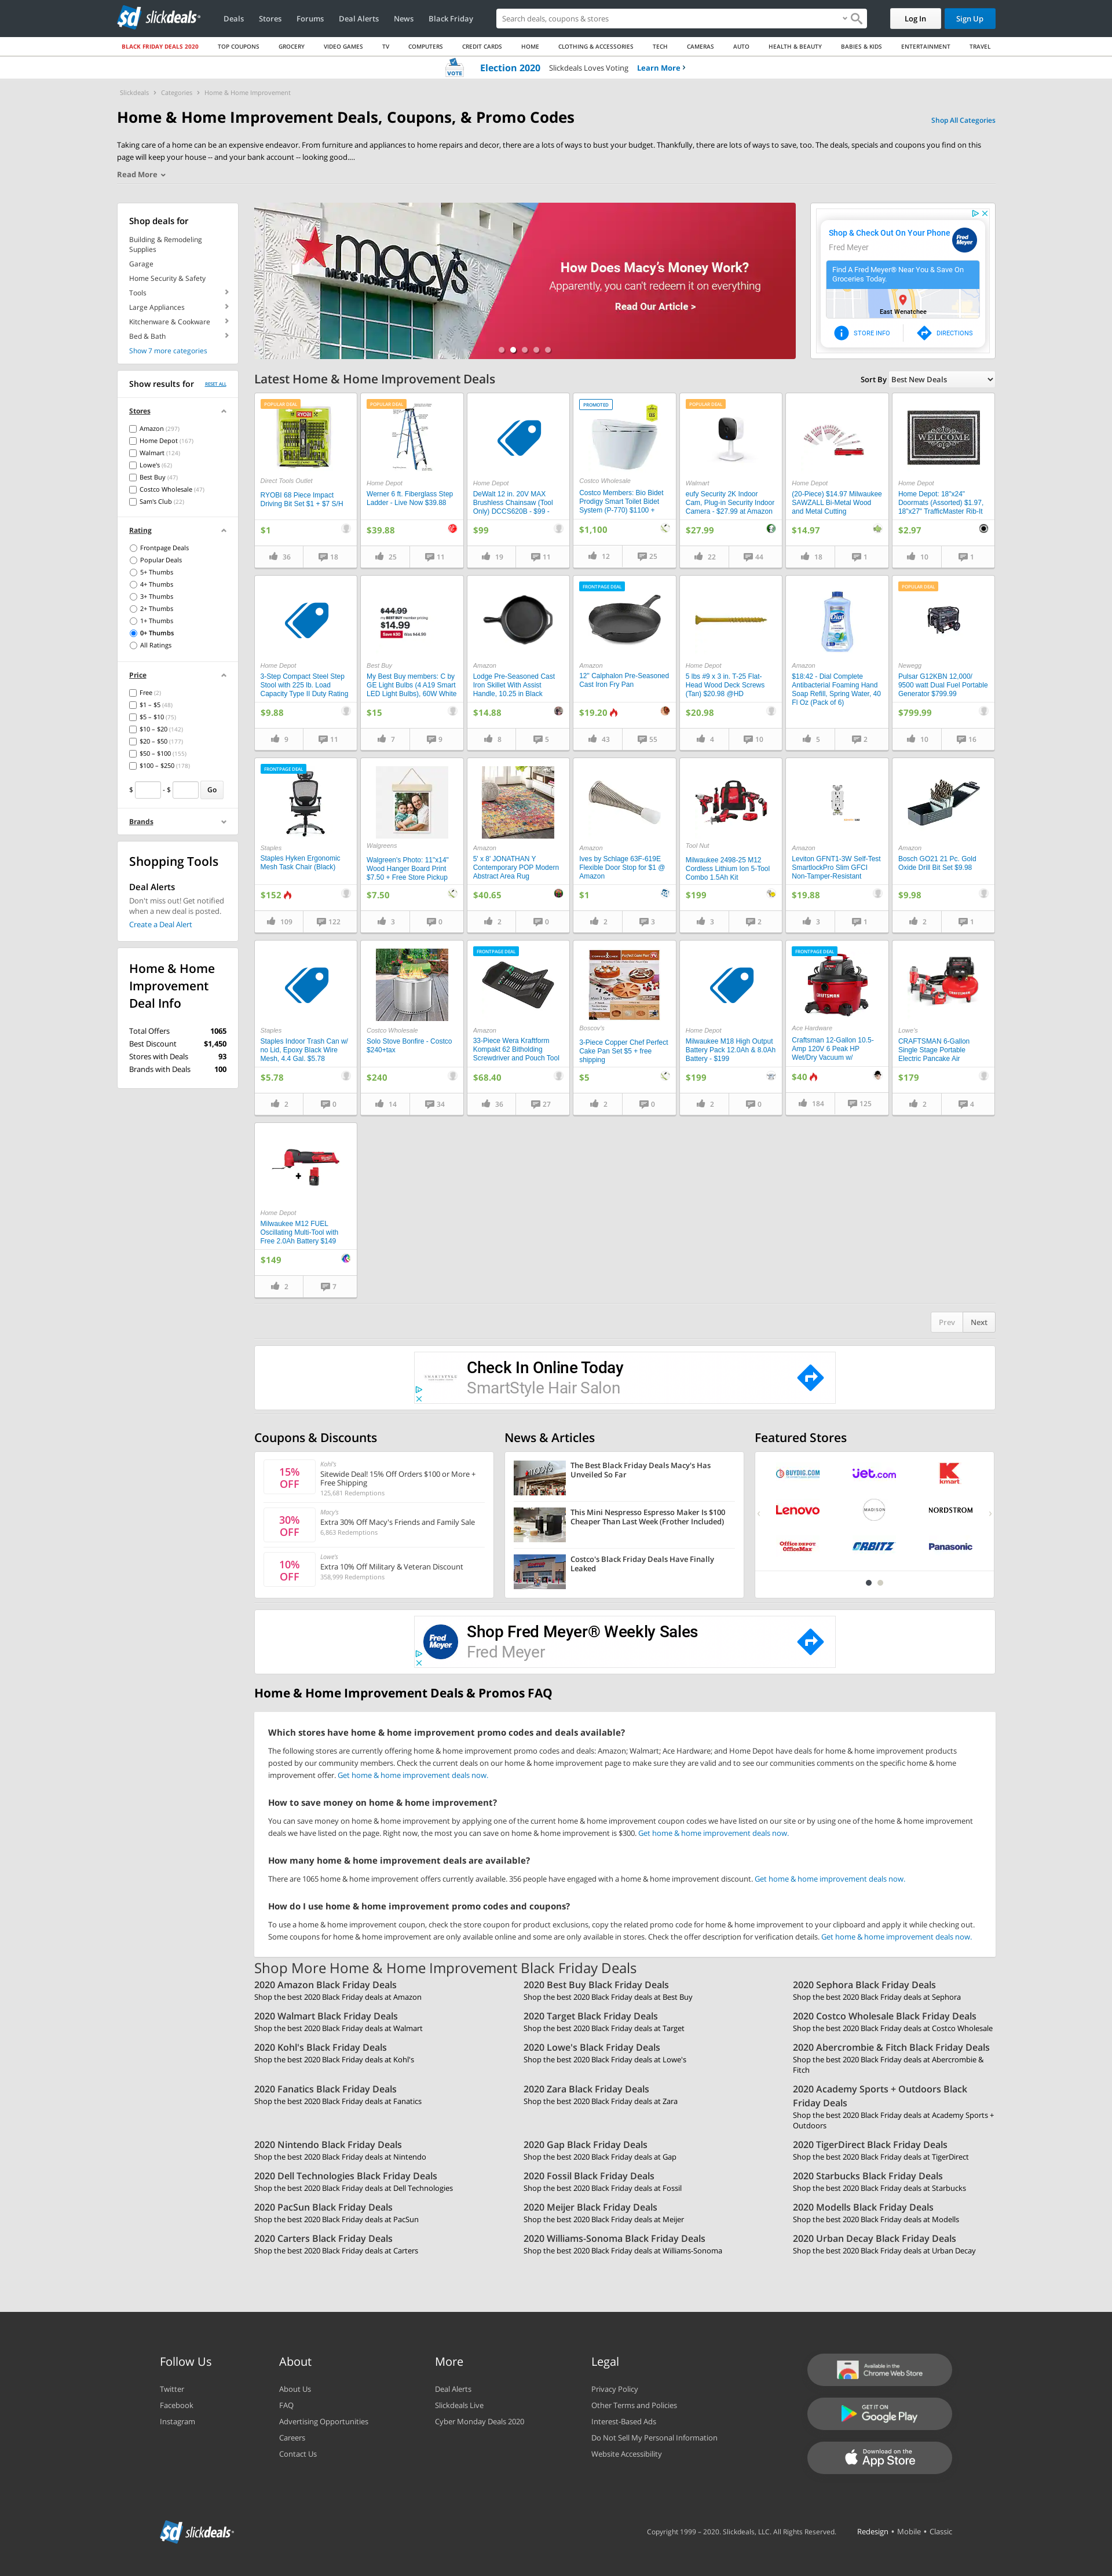 slickdeals
Deals
Stores
Forums
Deal Alerts
News
Black Friday
Search deals, coupons & stores
Log In
Sign Up
BLACK FRIDAY DEALS 2020
TOP COUPONS
GROCERY
VIDEO GAMES
TV
COMPUTERS
CREDIT CARDS
HOME
CLOTHING & ACCESSORIES
TECH
CAMERAS
AUTO
HEALTH & BEAUTY
BABIES & KIDS
ENTERTAINMENT
TRAVEL
VOTE
Election 2020
Slickdeals Loves Voting
Learn More
Slickdeals
Categories
Home & Home Improvement
Home & Home Improvement Deals, Coupons, & Promo Codes
Shop All Categories
Taking care of a home can be an expensive endeavor. From furniture and appliances to home repairs and decor, there are a lots of ways to bust your budget. Thankfully, there are lots of ways to save, too. The deals, specials and coupons you find on this
page will keep your house -- and your bank account -- looking good....
Read More
Shop deals for
Building & Remodeling
Supplies
Garage
Home Security & Safety
Tools
Large Appliances
Kitchenware & Cookware
Bed & Bath
Show 7 more categories
macys
MEN'S HOME FURNITURE
How Does Macy's Money Work?
Apparently, you can't redeem it on everything
Read Our Article >
Shop & Check Out On Your Phone
Fred Meyer
Find A Fred Meyer® Near You & Save On
Groceries Today.
East Wenatchee
STORE INFO
DIRECTIONS
Show results for
RESET ALL
Stores
Amazon (297)
Home Depot (167)
Walmart (124)
Lowe's (62)
Best Buy (47)
Costco Wholesale (47)
Sam's Club (22)
Rating
Frontpage Deals
Popular Deals
5+ Thumbs
4+ Thumbs
3+ Thumbs
2+ Thumbs
1+ Thumbs
0+ Thumbs
All Ratings
Price
Free (2)
$1 – $5 (48)
$5 – $10 (75)
$10 – $20 (142)
$20 – $50 (177)
$50 – $100 (155)
$100 – $250 (178)
$ - $ Go
Brands
Shopping Tools
Deal Alerts
Don't miss out! Get notified
when a new deal is posted.
Create a Deal Alert
Home & Home
Improvement
Deal Info
Total Offers 1065
Best Discount $1,450
Stores with Deals 93
Brands with Deals 100
Latest Home & Home Improvement Deals
Sort By Best New Deals
POPULAR DEAL
Direct Tools Outlet
RYOBI 68 Piece Impact
Driving Bit Set $1 + $7 S/H
$1
36 18
POPULAR DEAL
Home Depot
Werner 6 ft. Fiberglass Step
Ladder - Live Now $39.88
$39.88
25 11
Home Depot
DeWalt 12 in. 20V MAX
Brushless Chainsaw (Tool
Only) DCCS620B - $99 -
$99
19 11
PROMOTED
Costco Wholesale
Costco Members: Bio Bidet
Prodigy Smart Toilet Bidet
System (P-770) $1100 +
$1,100
12 25
POPULAR DEAL
Walmart
eufy Security 2K Indoor
Cam, Plug-in Security Indoor
Camera - $27.99 at Amazon
$27.99
22 44
Home Depot
(20-Piece) $14.97 Milwaukee
SAWZALL Bi-Metal Wood
and Metal Cutting
$14.97
18 1
WELCOME
Home Depot
Home Depot: 18"x24"
Doormats (Assorted) $1.97,
18"x27" TrafficMaster Rib-It
$2.97
10 1
Home Depot
3-Step Compact Steel Step
Stool with 225 lb. Load
Capacity Type II Duty Rating
$9.88
9 11
$44.99
$14.99
Best Buy
My Best Buy members: C by
GE Light Bulbs (4 A19 Smart
LED Light Bulbs), 60W White
$15
7 9
Amazon
Lodge Pre-Seasoned Cast
Iron Skillet With Assist
Handle, 10.25 in Black
$14.88
8 5
FRONTPAGE DEAL
Amazon
12" Calphalon Pre-Seasoned
Cast Iron Fry Pan
$19.20
43 55
Home Depot
5 lbs #9 x 3 in. T-25 Flat-
Head Wood Deck Screws
(Tan) $20.98 @HD
$20.98
4 10
Amazon
$18:42 - Dial Complete
Antibacterial Foaming Hand
Soap Refill, Spring Water, 40
Fl Oz (Pack of 6)
5 2
POPULAR DEAL
Newegg
Pulsar G12KBN 12,000/
9500 watt Dual Fuel Portable
Generator $799.99
$799.99
10 16
FRONTPAGE DEAL
Staples
Staples Hyken Ergonomic
Mesh Task Chair (Black)
$152
109 122
Walgreens
Walgreen's Photo: 11"x14"
Wood Hanger Board Print
$7.50 + Free Store Pickup
$7.50
3 0
Amazon
5' x 8' JONATHAN Y
Contemporary POP Modern
Abstract Area Rug
$40.65
2 0
Amazon
Ives by Schlage 63F-619E
Flexible Door Stop for $1 @
Amazon
$1
2 3
Tool Nut
Milwaukee 2498-25 M12
Cordless Lithium Ion 5-Tool
Combo 1.5Ah Kit
$199
3 2
Amazon
Leviton GFNT1-3W Self-Test
SmartlockPro Slim GFCI
Non-Tamper-Resistant
$19.88
3 1
Amazon
Bosch GO21 21 Pc. Gold
Oxide Drill Bit Set $9.98
$9.98
2 1
Staples
Staples Indoor Trash Can w/
no Lid, Epoxy Black Wire
Mesh, 4.4 Gal. $5.78
$5.78
2 0
Costco Wholesale
Solo Stove Bonfire - Costco
$240+tax
$240
14 34
FRONTPAGE DEAL
Amazon
33-Piece Wera Kraftform
Kompakt 62 Bitholding
Screwdriver and Pouch Tool
$68.40
36 27
Boscov's
3-Piece Copper Chef Perfect
Cake Pan Set $5 + free
shipping
$5
2 0
Home Depot
Milwaukee M18 High Output
Battery Pack 12.0Ah & 8.0Ah
Battery - $199
$199
2 0
FRONTPAGE DEAL
Ace Hardware
Craftsman 12-Gallon 10.5-
Amp 120V 6 Peak HP
Wet/Dry Vacuum w/
$40
184 125
Lowe's
CRAFTSMAN 6-Gallon
Single Stage Portable
Electric Pancake Air
$179
2 4
Home Depot
Milwaukee M12 FUEL
Oscillating Multi-Tool with
Free 2.0Ah Battery $149
$149
2 7
Prev Next
Check In Online Today
SmartStyle Hair Salon
Coupons & Discounts
15%
OFF
Kohl's
Sitewide Deal! 15% Off Orders $100 or More +
Free Shipping
125,681 Redemptions
30%
OFF
Macy's
Extra 30% Off Macy's Friends and Family Sale
6,863 Redemptions
10%
OFF
Lowe's
Extra 10% Off Military & Veteran Discount
358,999 Redemptions
News & Articles
The Best Black Friday Deals Macy's Has
Unveiled So Far
This Mini Nespresso Espresso Maker Is $100
Cheaper Than Last Week (Frother Included)
Costco's Black Friday Deals Have Finally
Leaked
Featured Stores
BUYDIG.COM
jet.com
kmart
Lenovo
MADISON
NORDSTROM
Office DEPOT
OfficeMax
ORBITZ
Panasonic
Fred Meyer
Shop Fred Meyer® Weekly Sales
Fred Meyer
Home & Home Improvement Deals & Promos FAQ
Which stores have home & home improvement promo codes and deals available?
The following stores are currently offering home & home improvement promo codes and deals: Amazon; Walmart; Ace Hardware; and Home Depot have deals for home & home improvement products
posted by our community members. Check the current deals on our home & home improvement page to make sure they are valid and to see our communities comments on the specific home & home
improvement offer. Get home & home improvement deals now.
How to save money on home & home improvement?
You can save money on home & home improvement by applying one of the current home & home improvement coupon codes we have listed on our site or by using one of the home & home improvement
deals we have listed on the page. Right now, the most you can save on home & home improvement is $300. Get home & home improvement deals now.
How many home & home improvement deals are available?
There are 1065 home & home improvement offers currently available. 356 people have engaged with a home & home improvement discount. Get home & home improvement deals now.
How do I use home & home improvement promo codes and coupons?
To use a home & home improvement coupon, check the store coupon for product exclusions, copy the related promo code for home & home improvement to your clipboard and apply it while checking out.
Some coupons for home & home improvement are only available online and some are only available in stores. Check the offer description for verification details. Get home & home improvement deals now.
Shop More Home & Home Improvement Black Friday Deals
2020 Amazon Black Friday Deals
Shop the best 2020 Black Friday deals at Amazon
2020 Best Buy Black Friday Deals
Shop the best 2020 Black Friday deals at Best Buy
2020 Sephora Black Friday Deals
Shop the best 2020 Black Friday deals at Sephora
2020 Walmart Black Friday Deals
Shop the best 2020 Black Friday deals at Walmart
2020 Target Black Friday Deals
Shop the best 2020 Black Friday deals at Target
2020 Costco Wholesale Black Friday Deals
Shop the best 2020 Black Friday deals at Costco Wholesale
2020 Kohl's Black Friday Deals
Shop the best 2020 Black Friday deals at Kohl's
2020 Lowe's Black Friday Deals
Shop the best 2020 Black Friday deals at Lowe's
2020 Abercrombie & Fitch Black Friday Deals
Shop the best 2020 Black Friday deals at Abercrombie &
Fitch
2020 Fanatics Black Friday Deals
Shop the best 2020 Black Friday deals at Fanatics
2020 Zara Black Friday Deals
Shop the best 2020 Black Friday deals at Zara
2020 Academy Sports + Outdoors Black
Friday Deals
Shop the best 2020 Black Friday deals at Academy Sports +
Outdoors
2020 Nintendo Black Friday Deals
Shop the best 2020 Black Friday deals at Nintendo
2020 Gap Black Friday Deals
Shop the best 2020 Black Friday deals at Gap
2020 TigerDirect Black Friday Deals
Shop the best 2020 Black Friday deals at TigerDirect
2020 Dell Technologies Black Friday Deals
Shop the best 2020 Black Friday deals at Dell Technologies
2020 Fossil Black Friday Deals
Shop the best 2020 Black Friday deals at Fossil
2020 Starbucks Black Friday Deals
Shop the best 2020 Black Friday deals at Starbucks
2020 PacSun Black Friday Deals
Shop the best 2020 Black Friday deals at PacSun
2020 Meijer Black Friday Deals
Shop the best 2020 Black Friday deals at Meijer
2020 Modells Black Friday Deals
Shop the best 2020 Black Friday deals at Modells
2020 Carters Black Friday Deals
Shop the best 2020 Black Friday deals at Carters
2020 Williams-Sonoma Black Friday Deals
Shop the best 2020 Black Friday deals at Williams-Sonoma
2020 Urban Decay Black Friday Deals
Shop the best 2020 Black Friday deals at Urban Decay
Follow Us
Twitter
Facebook
Instagram
About
About Us
FAQ
Advertising Opportunities
Careers
Contact Us
More
Deal Alerts
Slickdeals Live
Cyber Monday Deals 2020
Legal
Privacy Policy
Other Terms and Policies
Interest-Based Ads
Do Not Sell My Personal Information
Website Accessibility
Available in the
Chrome Web Store
GET IT ON
Google Play
Download on the
App Store
slickdeals
Copyright 1999 – 2020. Slickdeals, LLC. All Rights Reserved.
Redesign • Mobile • Classic